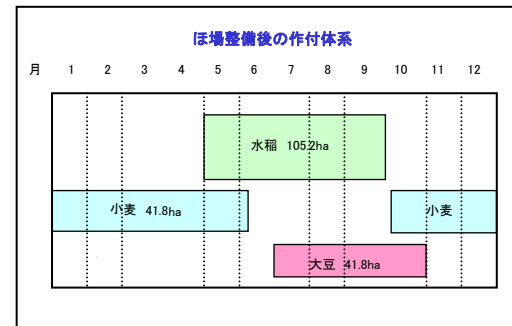 ほ場整備後の作付体系
月 1 2 3 4 5 6 7 8 9 10 11 12
水稲 105.2ha
小麦 41.8ha
小麦
大豆 41.8ha